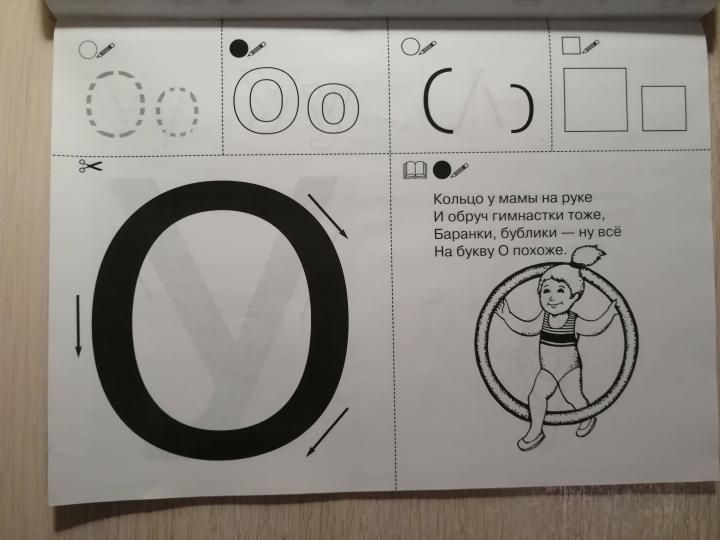 Оо
Оо
О
Кольцо у мамы на руке
И обруч гимнастки тоже,
Баранки, бублики — ну всё
На букву О похоже.